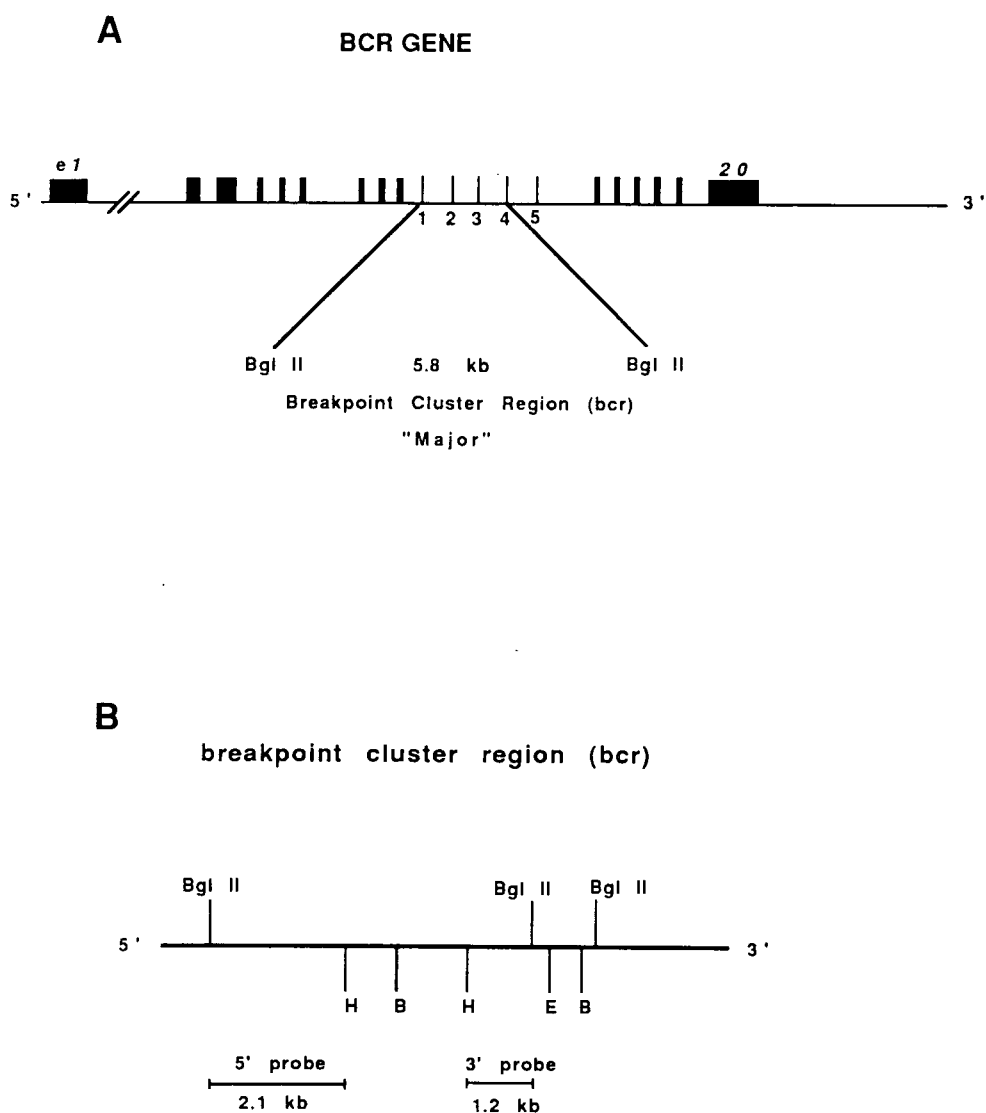 A
BCR GENE
e1
20
5'
3'
1 2 3 4 5
Bgl II 5.8 kb Bgl II
Breakpoint Cluster Region (bcr)
"Major"
B
breakpoint cluster region (bcr)
Bgl II Bgl II Bgl II
5' 3'
H B H E B
5' probe 3' probe
2.1 kb 1.2 kb